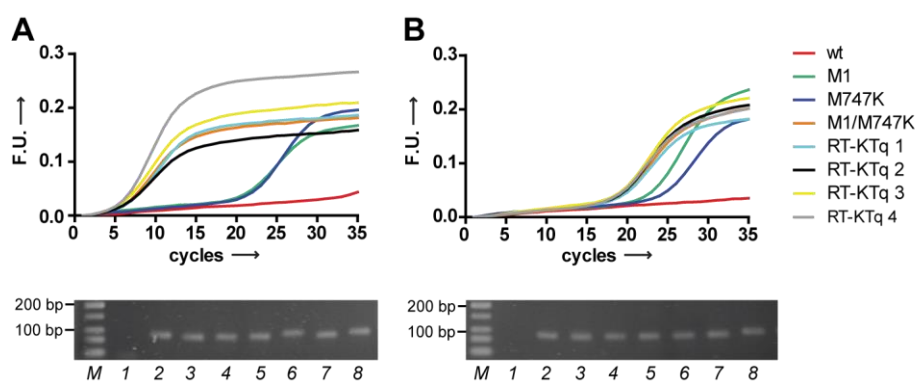 A
0.3
0.2
0.1
0.0
F.U. →
0 5 10 15 20 25 30 35
cycles →
B
0.3
0.2
0.1
0.0
F.U. →
0 5 10 15 20 25 30 35
cycles →
wt
M1
M747K
M1/M747K
RT-KTq 1
RT-KTq 2
RT-KTq 3
RT-KTq 4
200 bp
100 bp
M 1 2 3 4 5 6 7 8
200 bp
100 bp
M 1 2 3 4 5 6 7 8